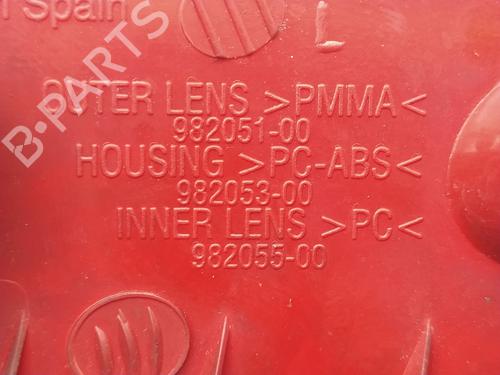 Spain
L
OUTER LENS >PMMA<
982051-00
HOUSING >PC-ABS<
982053-00
INNER LENS >PC<
982055-00
B-PARTS